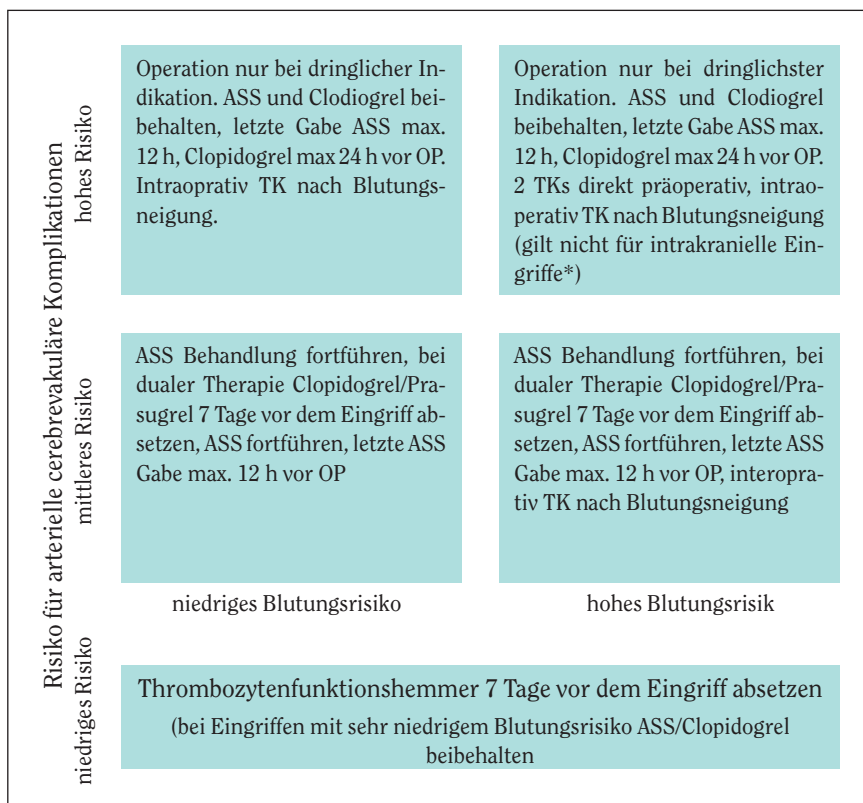 Risiko für arterielle cerebrevakuläre Komplikationen
hohes Risiko
Operation nur bei dringlicher In-
dikation. ASS und Clodiogrel bei-
behalten, letzte Gabe ASS max.
12 h, Clopidogrel max 24 h vor OP.
Intraoprativ TK nach Blutungs-
neigung.
Operation nur bei dringlichster
Indikation. ASS und Clodiogrel
beibehalten, letzte Gabe ASS max.
12 h, Clopidogrel max 24 h vor OP.
2 TKs direkt präoperativ, intrao-
perativ TK nach Blutungsneigung
(gilt nicht für intrakranielle Ein-
griffe*)
mittleres Risiko
ASS Behandlung fortführen, bei
dualer Therapie Clopidogrel/Pra-
sugrel 7 Tage vor dem Eingriff ab-
setzen, ASS fortführen, letzte ASS
Gabe max. 12 h vor OP
ASS Behandlung fortführen, bei
dualer Therapie Clopidogrel/Pra-
sugrel 7 Tage vor dem Eingriff ab-
setzen, ASS fortführen, letzte ASS
Gabe max. 12 h vor OP, interopra-
tiv TK nach Blutungsneigung
niedriges Blutungsrisiko
hohes Blutungsrisik
niedriges Risiko
Thrombozytenfunktionshemmer 7 Tage vor dem Eingriff absetzen
(bei Eingriffen mit sehr niedrigem Blutungsrisiko ASS/Clopidogrel
beibehalten